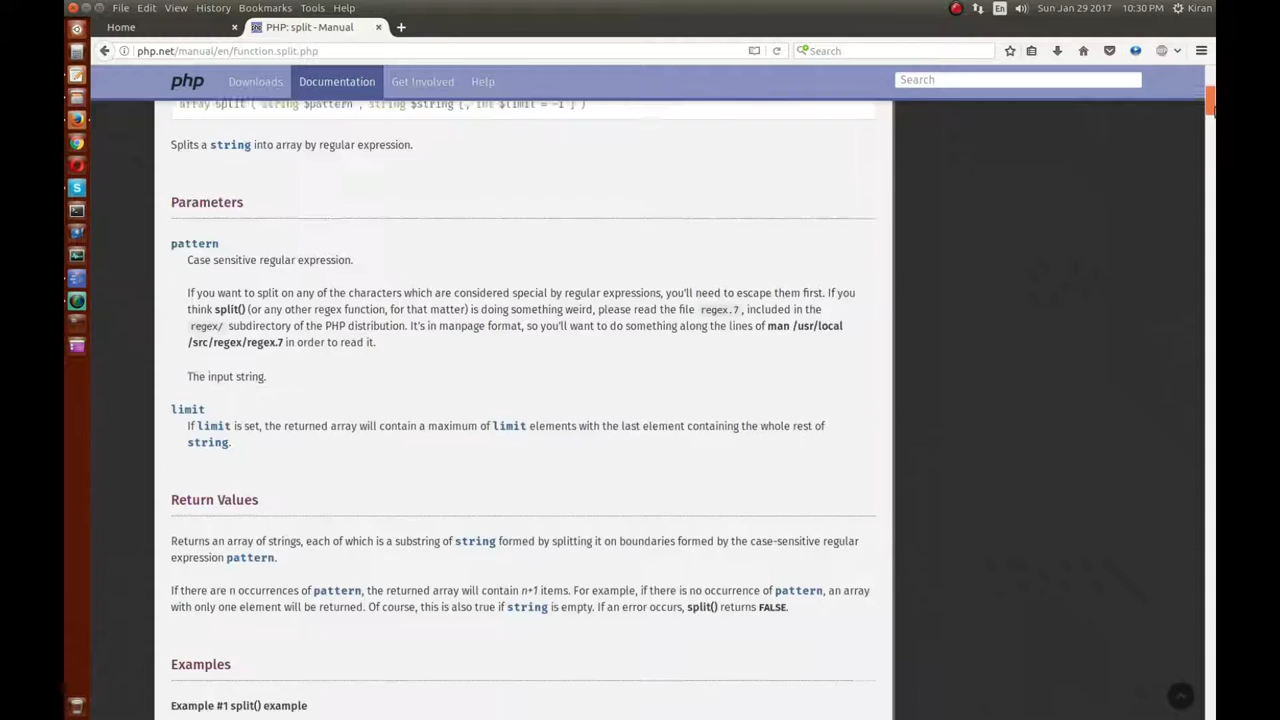 File Edit View History Bookmarks Tools Help
En Sun Jan 29 2017 10:30 PM Kiran
Home × PHP: split - Manual ×
php.net/manual/en/function.split.php Search
php Downloads Documentation Get Involved Help Search
array split ( string $pattern , string $string [, int $limit = -1 ] )
Splits a string into array by regular expression.
Parameters
pattern
Case sensitive regular expression.
If you want to split on any of the characters which are considered special by regular expressions, you'll need to escape them first. If you
think split() (or any other regex function, for that matter) is doing something weird, please read the file regex.7, included in the
regex/ subdirectory of the PHP distribution. It's in manpage format, so you'll want to do something along the lines of man /usr/local
/src/regex/regex.7 in order to read it.
The input string.
limit
If limit is set, the returned array will contain a maximum of limit elements with the last element containing the whole rest of
string.
Return Values
Returns an array of strings, each of which is a substring of string formed by splitting it on boundaries formed by the case-sensitive regular
expression pattern.
If there are n occurrences of pattern, the returned array will contain n+1 items. For example, if there is no occurrence of pattern, an array
with only one element will be returned. Of course, this is also true if string is empty. If an error occurs, split() returns FALSE.
Examples
Example #1 split() example